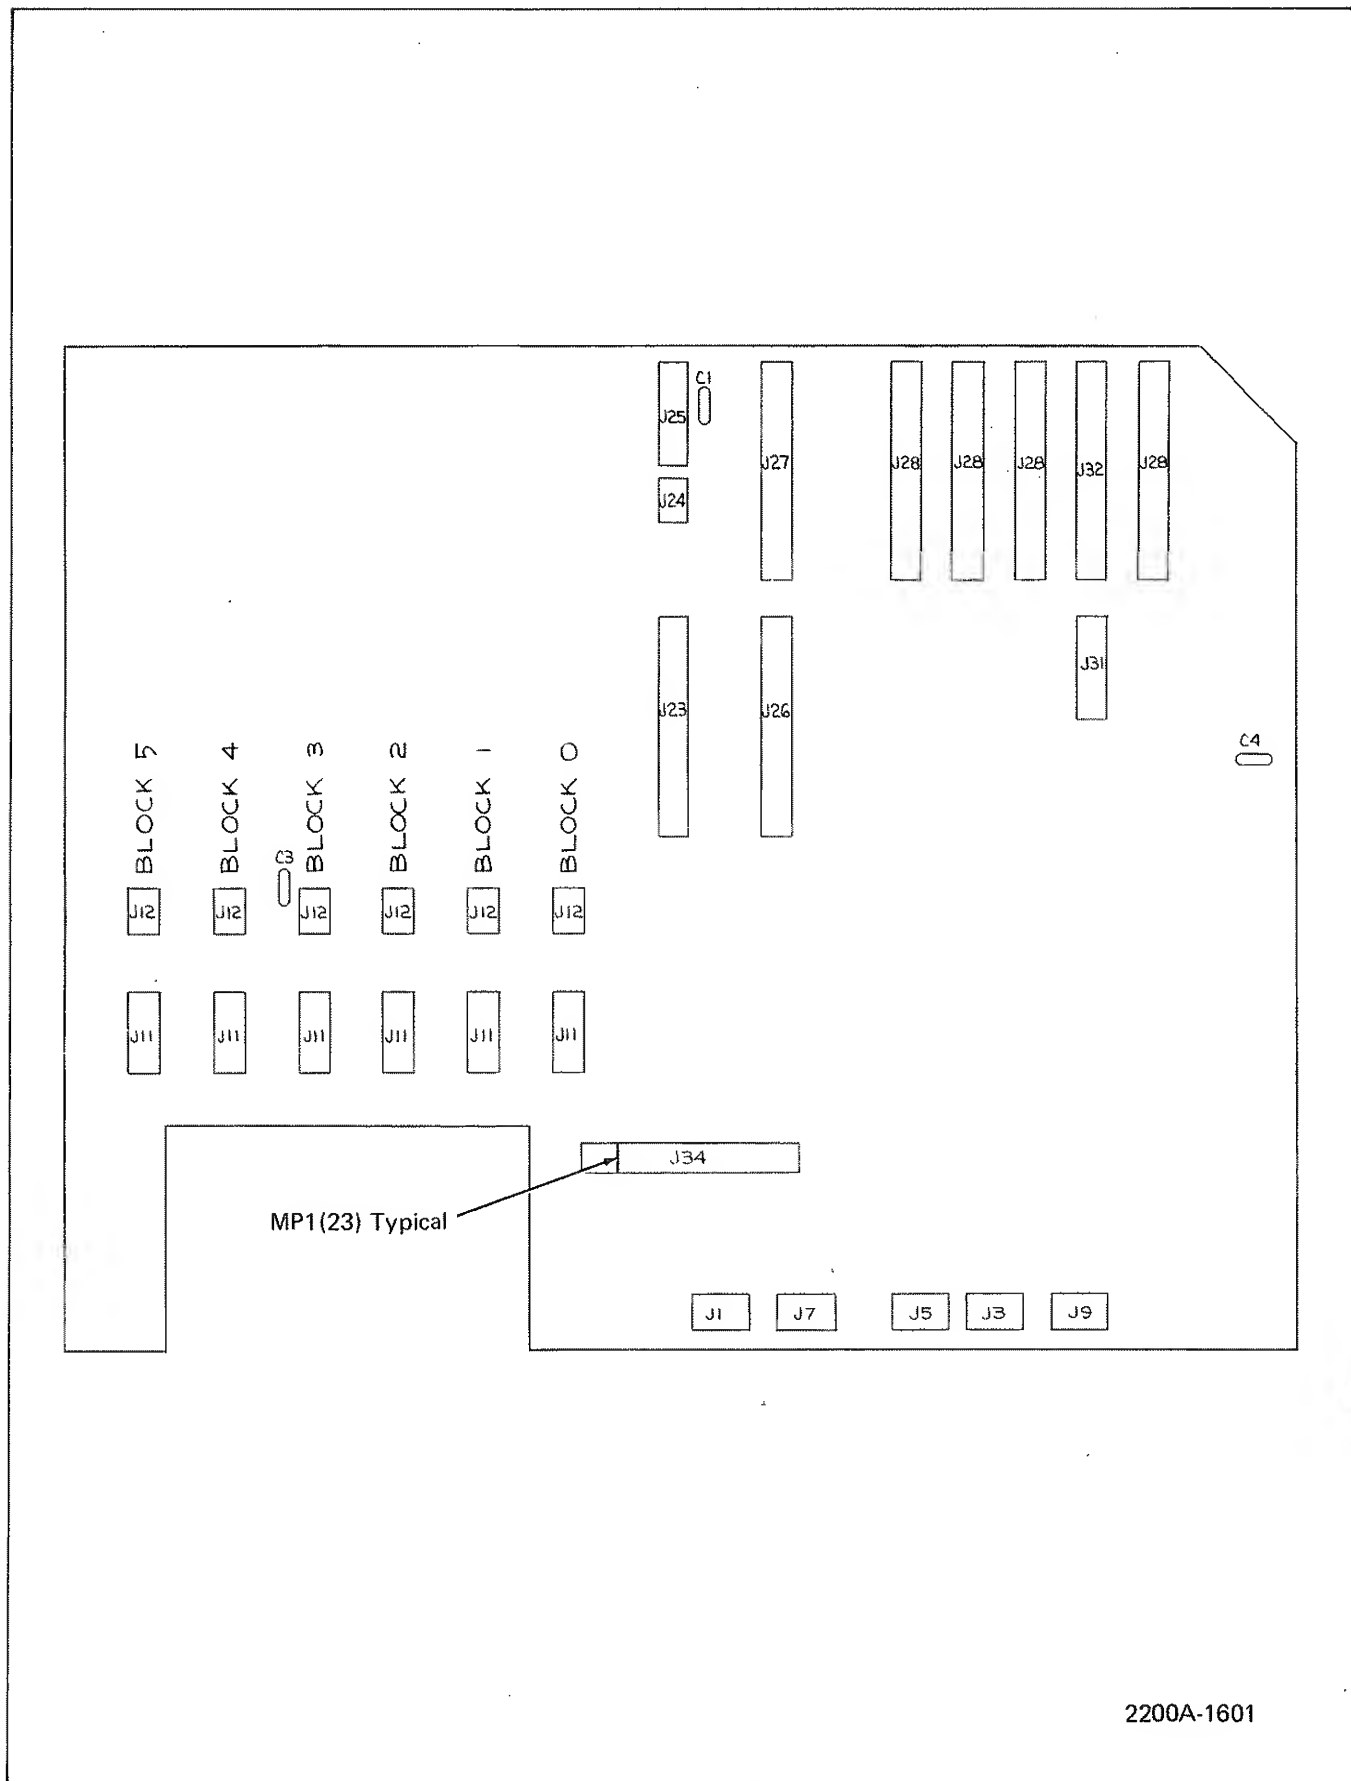 C1
J25
J27
J28
J28
J28
J32
J28
J24
J31
J23
J26
C4
BLOCK 5
BLOCK 4
BLOCK 3
BLOCK 2
BLOCK 1
BLOCK 0
C3
J12
J12
J12
J12
J12
J12
J11
J11
J11
J11
J11
J11
J34
MP1(23) Typical
J1
J7
J5
J3
J9
2200A-1601